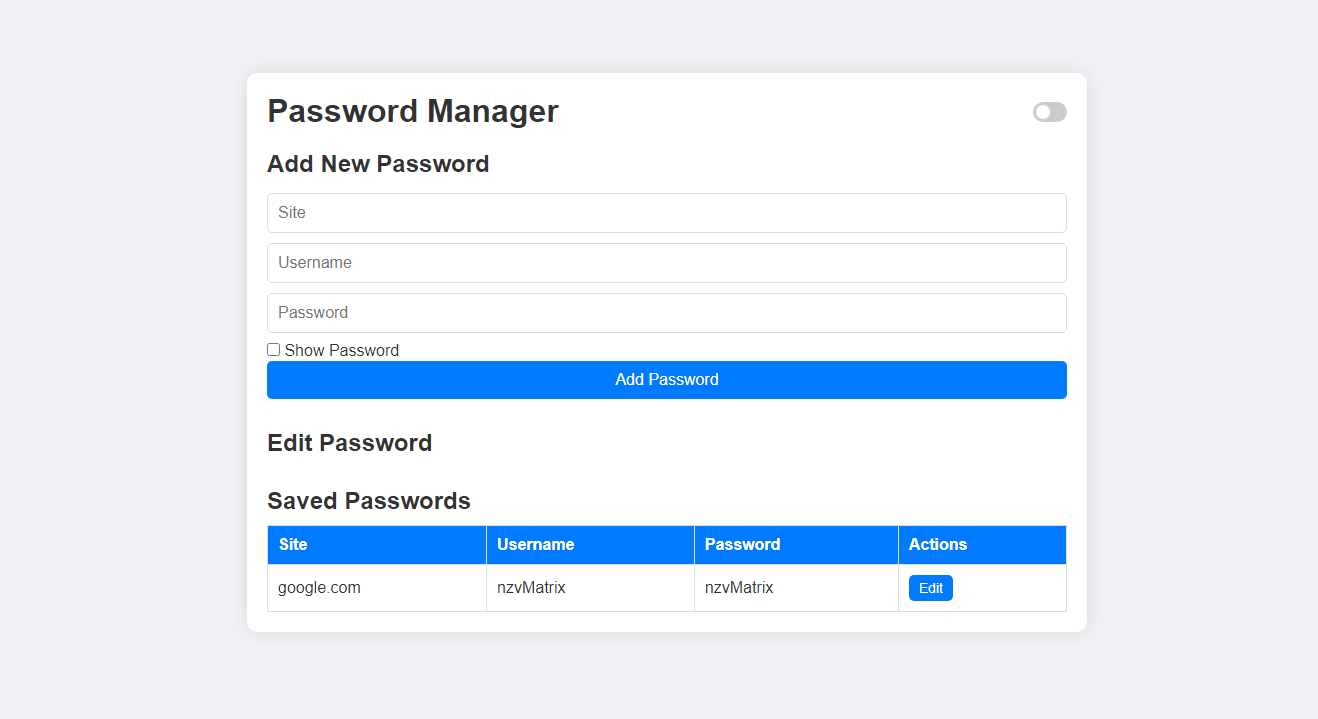 Password Manager
Add New Password
Site
Username
Password
Show Password
Add Password
Edit Password
Saved Passwords
Site Username Password Actions
google.com nzvMatrix nzvMatrix Edit